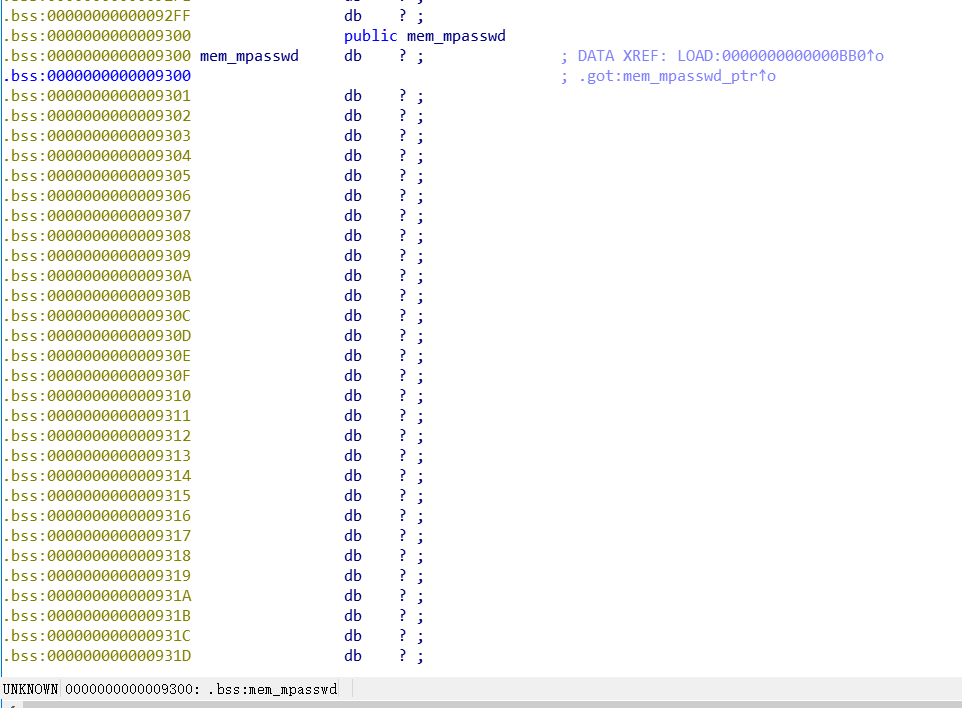 .bss:00000000000092FF db ? ;
.bss:0000000000009300 public mem_mpasswd
.bss:0000000000009300 mem_mpasswd db ? ; ; DATA XREF: LOAD:0000000000000BB0↑o
.bss:0000000000009300 ; .got:mem_mpasswd_ptr↑o
.bss:0000000000009301 db ? ;
.bss:0000000000009302 db ? ;
.bss:0000000000009303 db ? ;
.bss:0000000000009304 db ? ;
.bss:0000000000009305 db ? ;
.bss:0000000000009306 db ? ;
.bss:0000000000009307 db ? ;
.bss:0000000000009308 db ? ;
.bss:0000000000009309 db ? ;
.bss:000000000000930A db ? ;
.bss:000000000000930B db ? ;
.bss:000000000000930C db ? ;
.bss:000000000000930D db ? ;
.bss:000000000000930E db ? ;
.bss:000000000000930F db ? ;
.bss:0000000000009310 db ? ;
.bss:0000000000009311 db ? ;
.bss:0000000000009312 db ? ;
.bss:0000000000009313 db ? ;
.bss:0000000000009314 db ? ;
.bss:0000000000009315 db ? ;
.bss:0000000000009316 db ? ;
.bss:0000000000009317 db ? ;
.bss:0000000000009318 db ? ;
.bss:0000000000009319 db ? ;
.bss:000000000000931A db ? ;
.bss:000000000000931B db ? ;
.bss:000000000000931C db ? ;
.bss:000000000000931D db ? ;
UNKNOWN 0000000000009300: .bss:mem_mpasswd